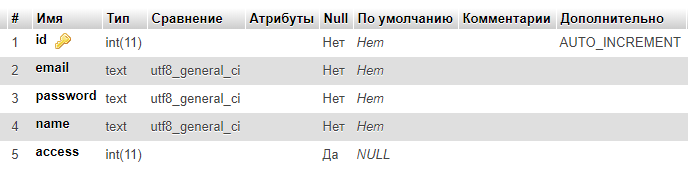 # Имя Тип Сравнение Атрибуты Null По умолчанию Комментарии Дополнительно
1 id int(11) Нет Нет AUTO_INCREMENT
2 email text utf8_general_ci Нет Нет
3 password text utf8_general_ci Нет Нет
4 name text utf8_general_ci Нет Нет
5 access int(11) Да NULL